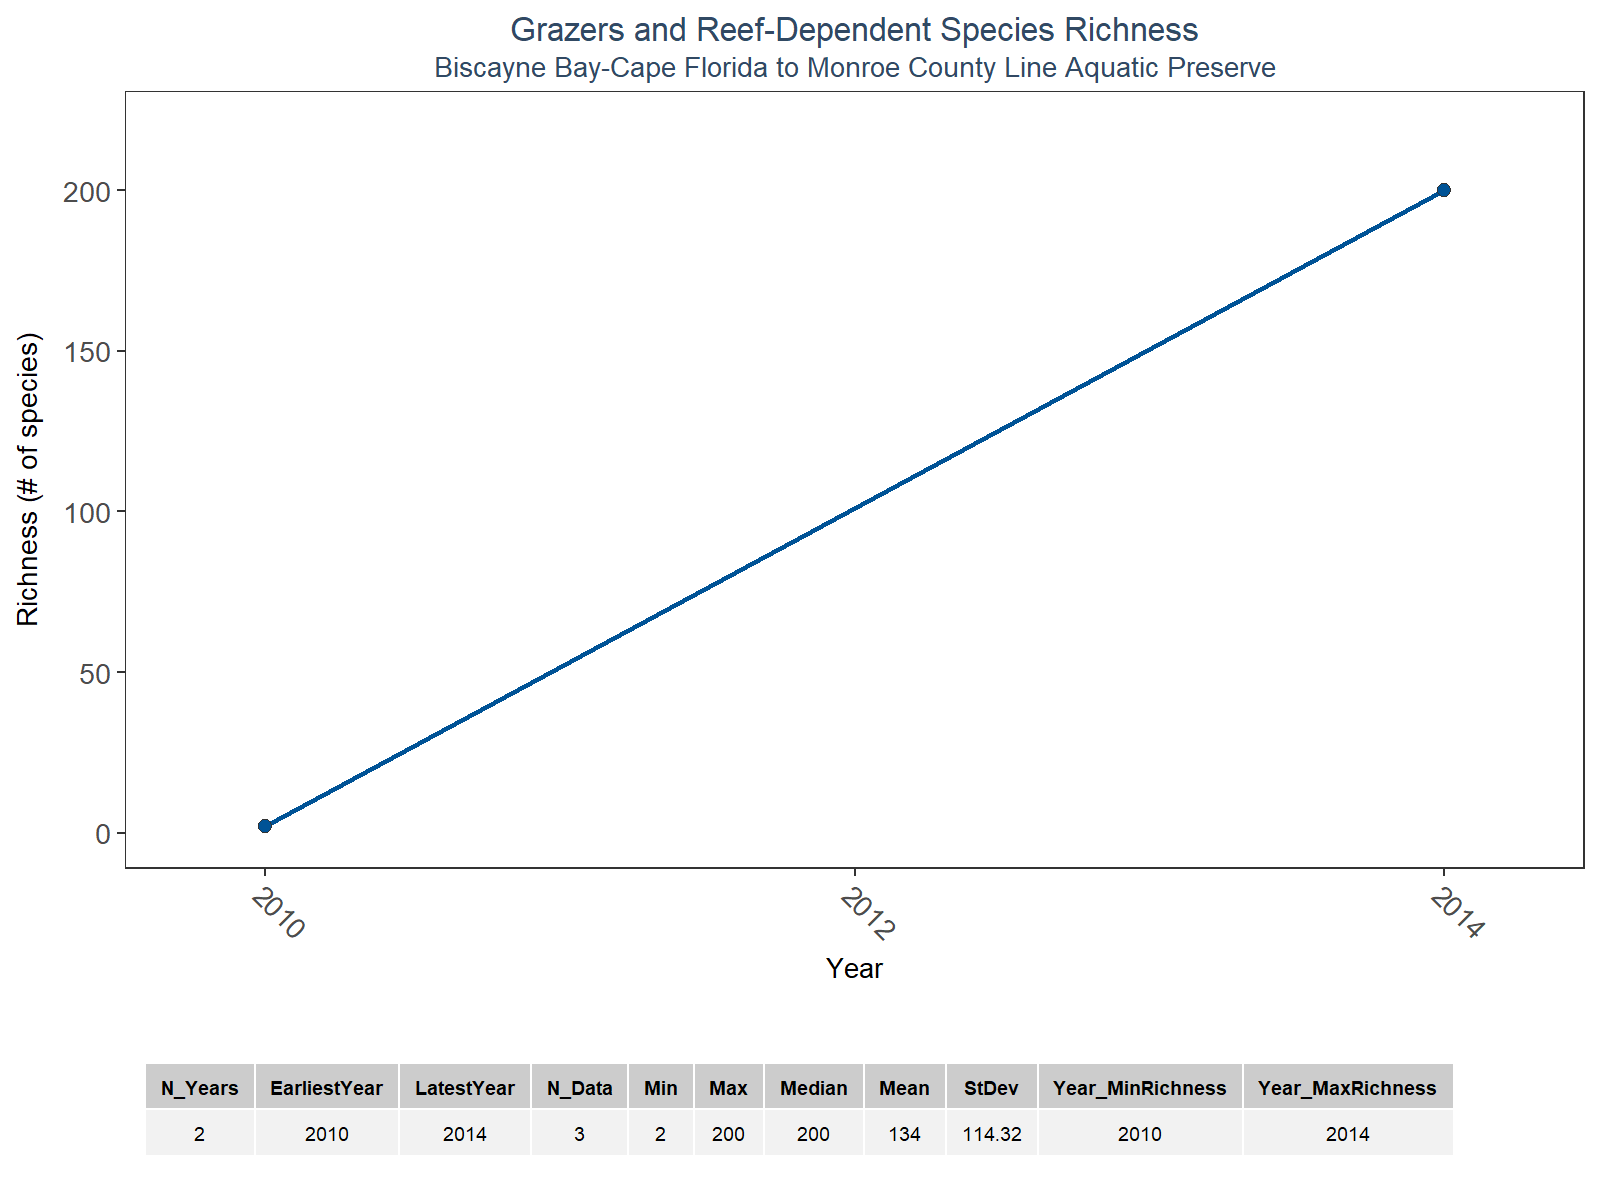 Grazers and Reef-Dependent Species Richness
Biscayne Bay-Cape Florida to Monroe County Line Aquatic Preserve
Richness (# of species)
200
150
100
50
0
2010 2012 2014
Year
N_Years EarliestYear LatestYear N_Data Min Max Median Mean StDev Year_MinRichness Year_MaxRichness
2 2010 2014 3 2 200 200 134 114.32 2010 2014